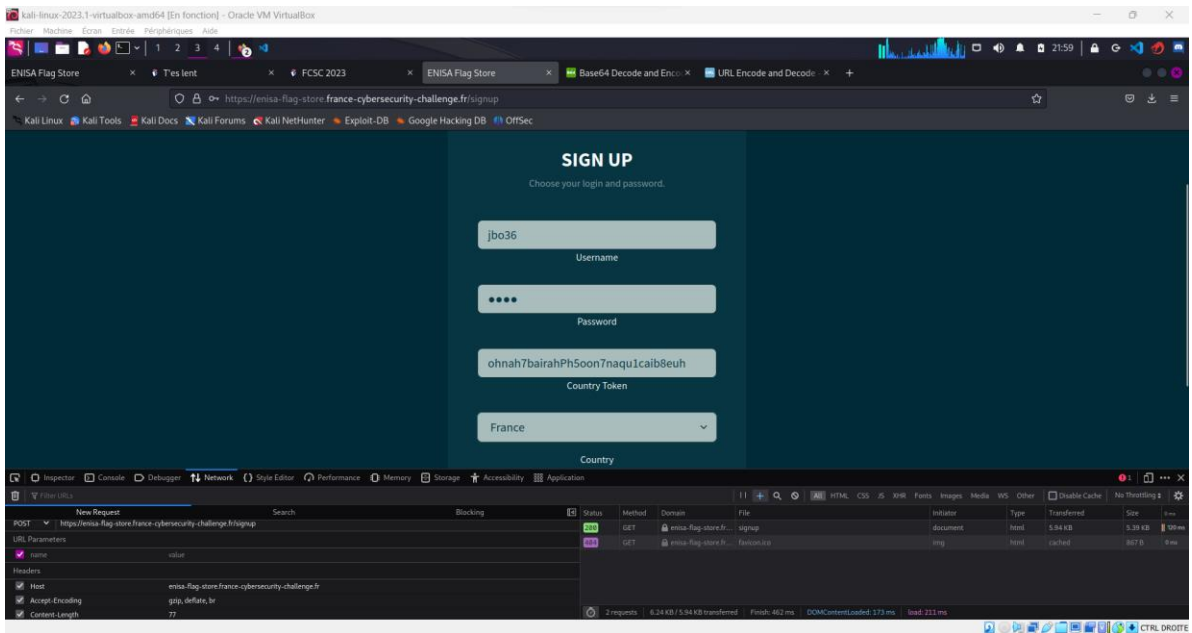 kali-linux-2023.1-virtualbox-amd64 [En fonction] - Oracle VM VirtualBox
Fichier Machine Écran Entrée Périphériques Aide
1 2 3 4 21:59
ENISA Flag Store T'es lent FCSC 2023 ENISA Flag Store Base64 Decode and Enco URL Encode and Decode -
https://enisa-flag-store.france-cybersecurity-challenge.fr/signup
Kali Linux Kali Tools Kali Docs Kali Forums Kali NetHunter Exploit-DB Google Hacking DB OffSec
SIGN UP
Choose your login and password.
jbo36
Username
••••
Password
ohnah7bairahPh5oon7naqu1caib8euh
Country Token
France
Country
Inspector Console Debugger Network Style Editor Performance Memory Storage Accessibility Application 1
Filter URLs All HTML CSS JS XHR Fonts Images Media WS Other Disable Cache No Throttling
New Request Search Blocking Status Method Domain File Initiator Type Transferred Size
POST https://enisa-flag-store.france-cybersecurity-challenge.fr/signup 200 GET enisa-flag-store.fr... signup document html 5.94 KB 5.39 KB 120 ms
URL Parameters 404 GET enisa-flag-store.fr... favicon.ico img html cached 867 B 0 ms
name value
Headers
Host enisa-flag-store.france-cybersecurity-challenge.fr
Accept-Encoding gzip, deflate, br
Content-Length 77
2 requests 6.24 KB / 5.94 KB transferred Finish: 462 ms DOMContentLoaded: 173 ms load: 211 ms
CTRL DROITE